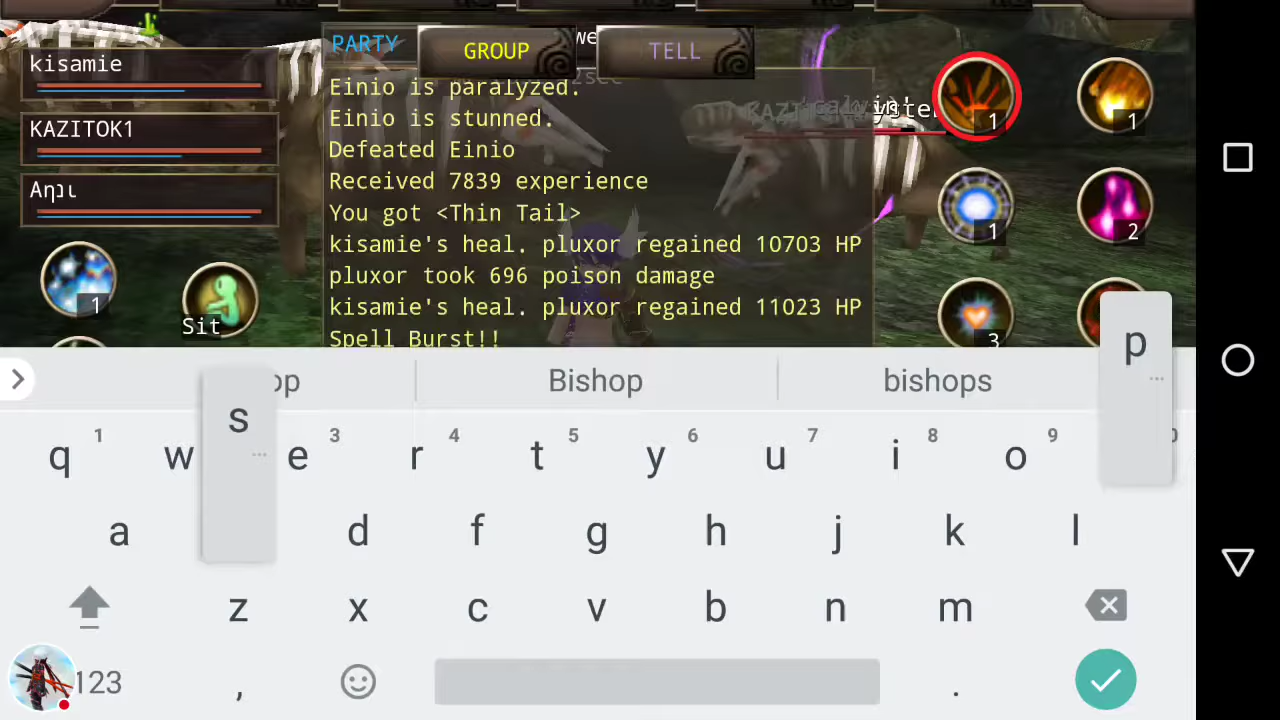 PARTY GROUP TELL
kisamie
KAZITOK1
Aηɿι
1
Sit
Einio is paralyzed.
Einio is stunned.
Defeated Einio
Received 7839 experience
You got <Thin Tail>
kisamie's heal. pluxor regained 10703 HP
pluxor took 696 poison damage
kisamie's heal. pluxor regained 11023 HP
Spell Burst!!
1 1
1 2
3
op Bishop bishops
q 1 w e 3 r 4 t 5 y 6 u 7 i 8 o 9 p 0
a s d f g h j k l
z x c v b n m
123 , .